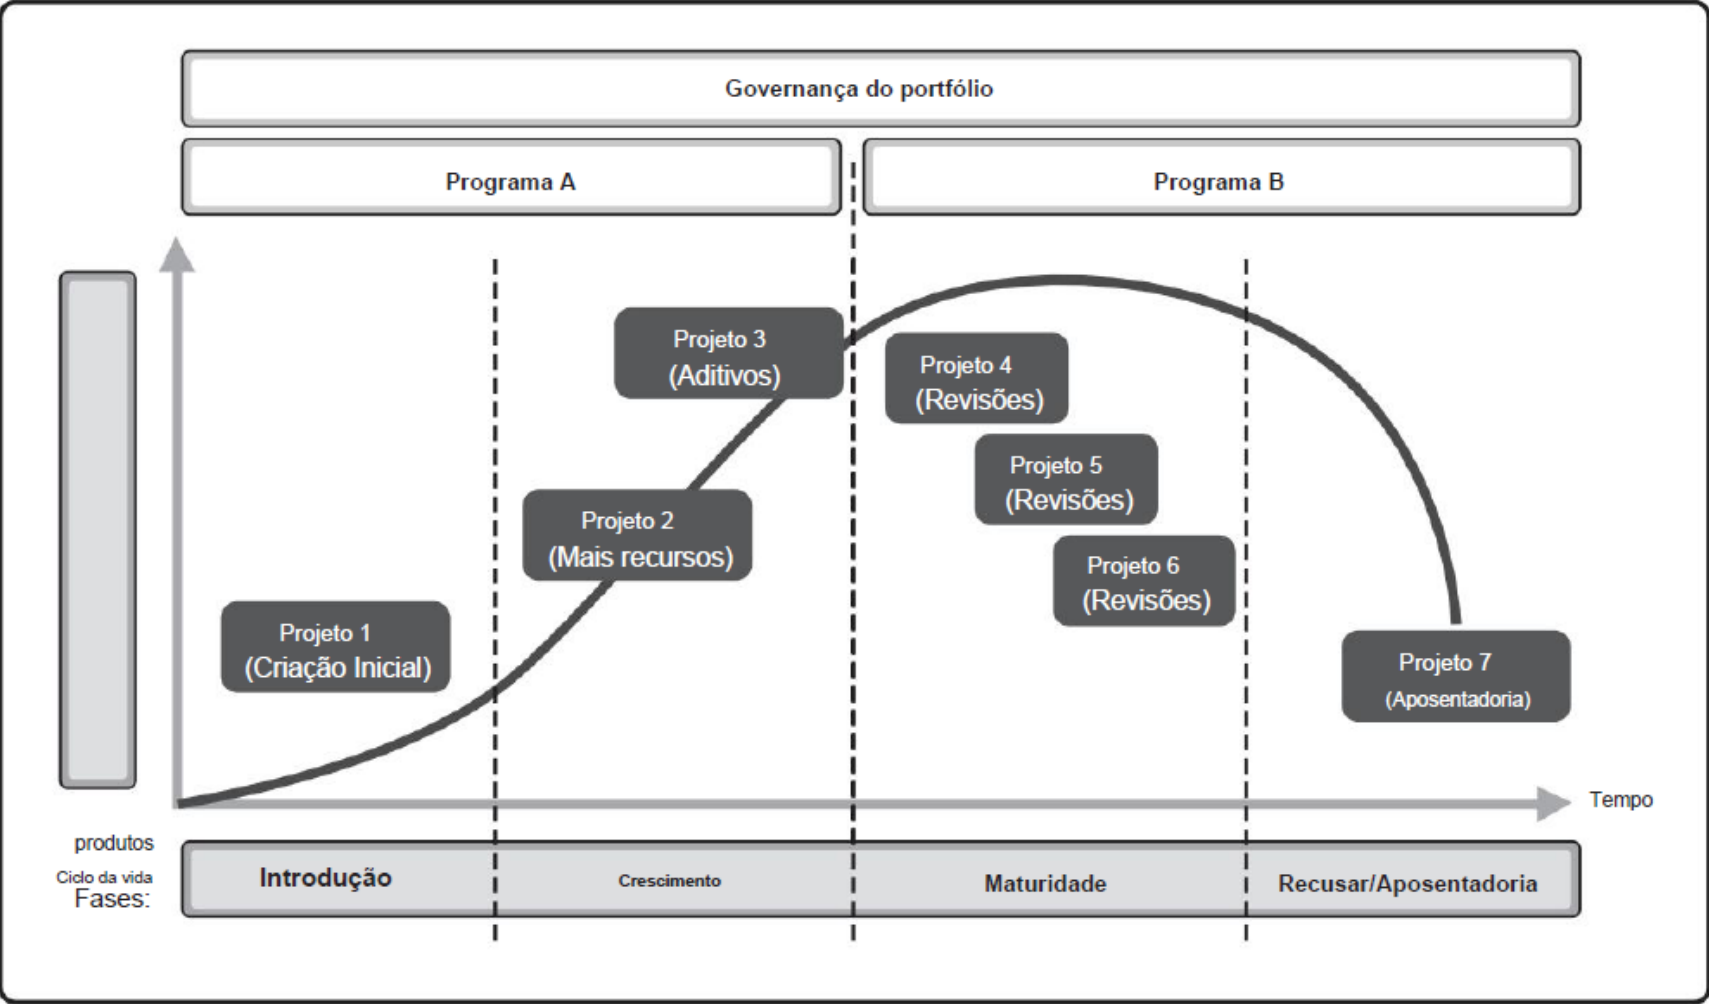 Governança do portfólio
Programa A
Programa B
Projeto 3
(Aditivos)
Projeto 4
(Revisões)
Projeto 5
(Revisões)
Projeto 2
(Mais recursos)
Projeto 6
(Revisões)
Projeto 1
(Criação Inicial)
Projeto 7
(Aposentadoria)
Tempo
produtos
Ciclo da vida
Fases:
Introdução
Crescimento
Maturidade
Recusar/Aposentadoria